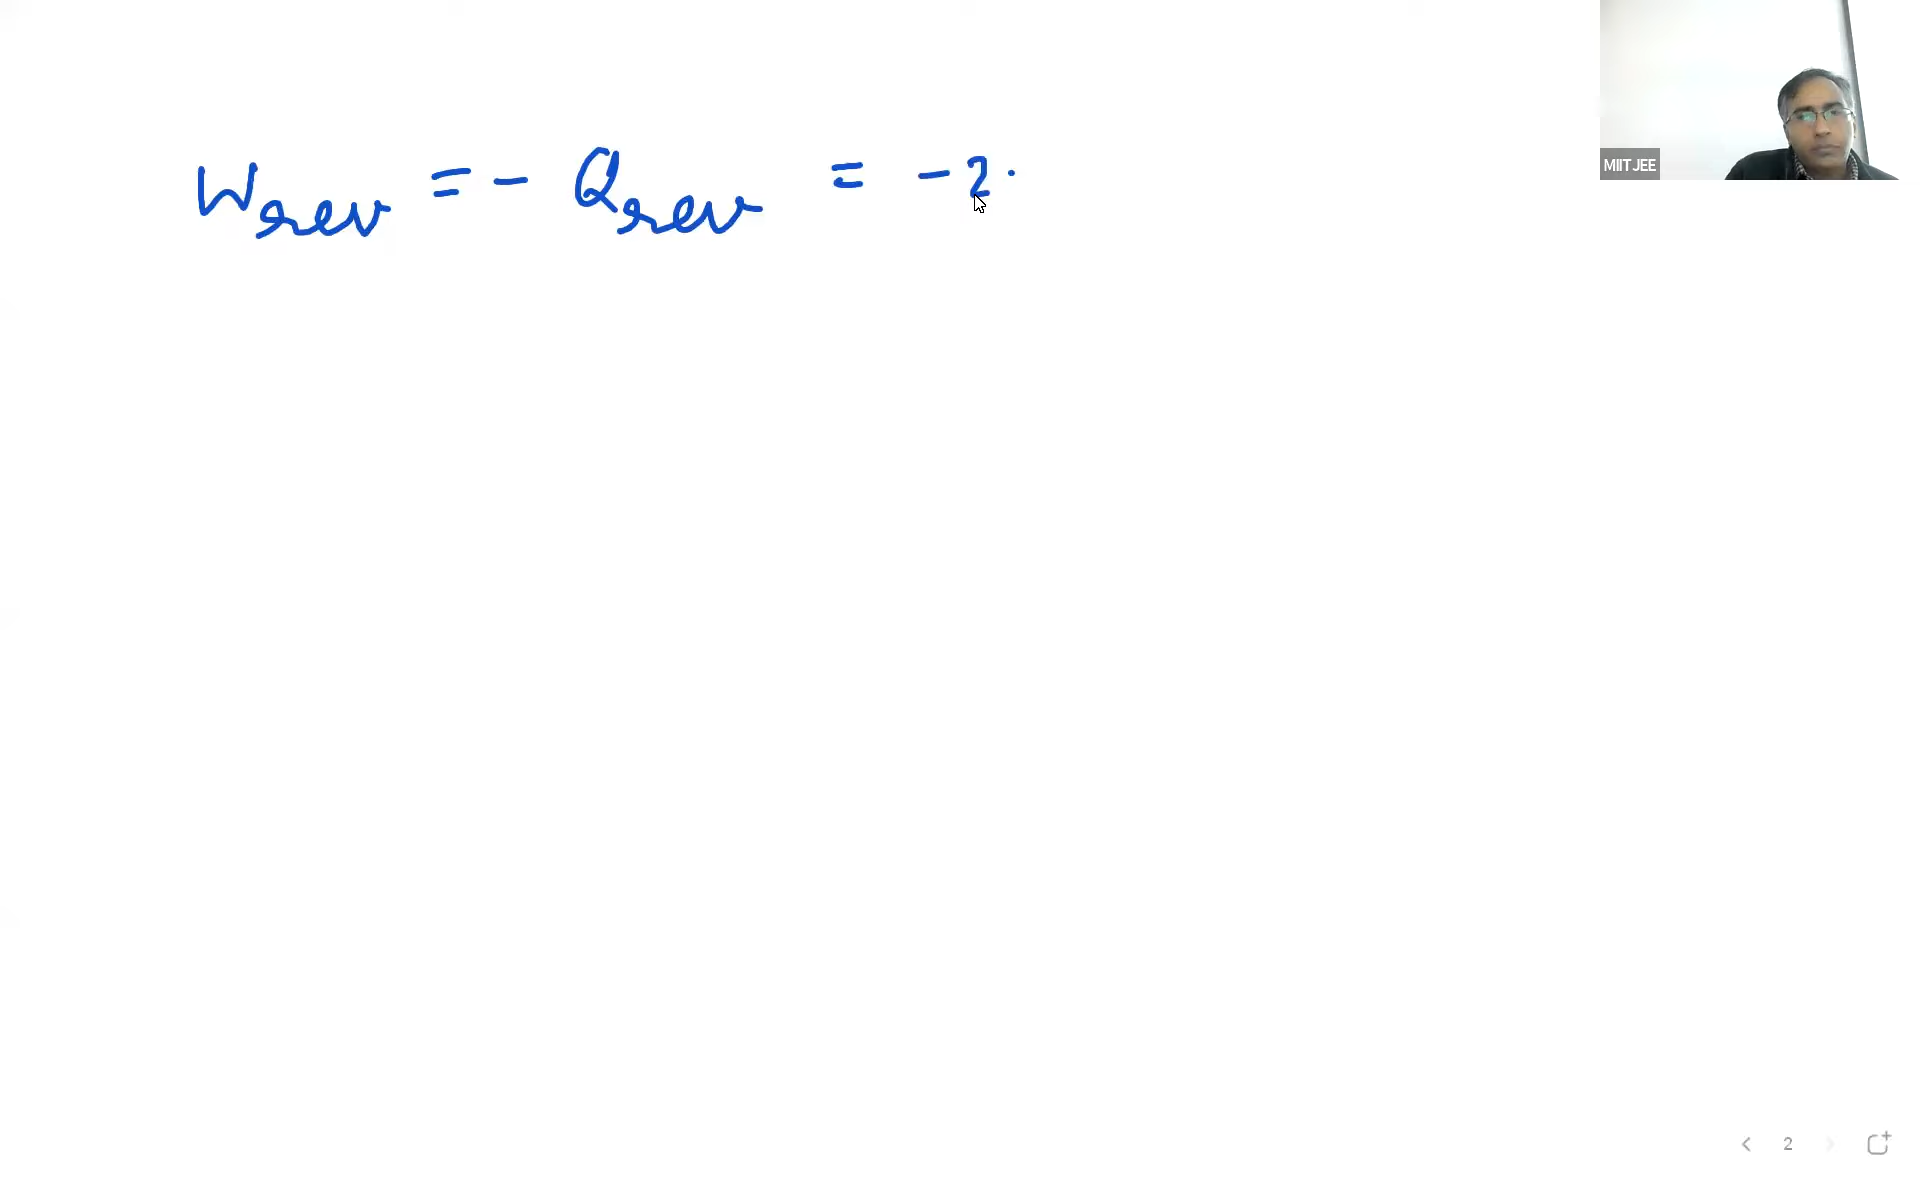 MIIT JEE
W_rev = - Q_rev = - 2.
2